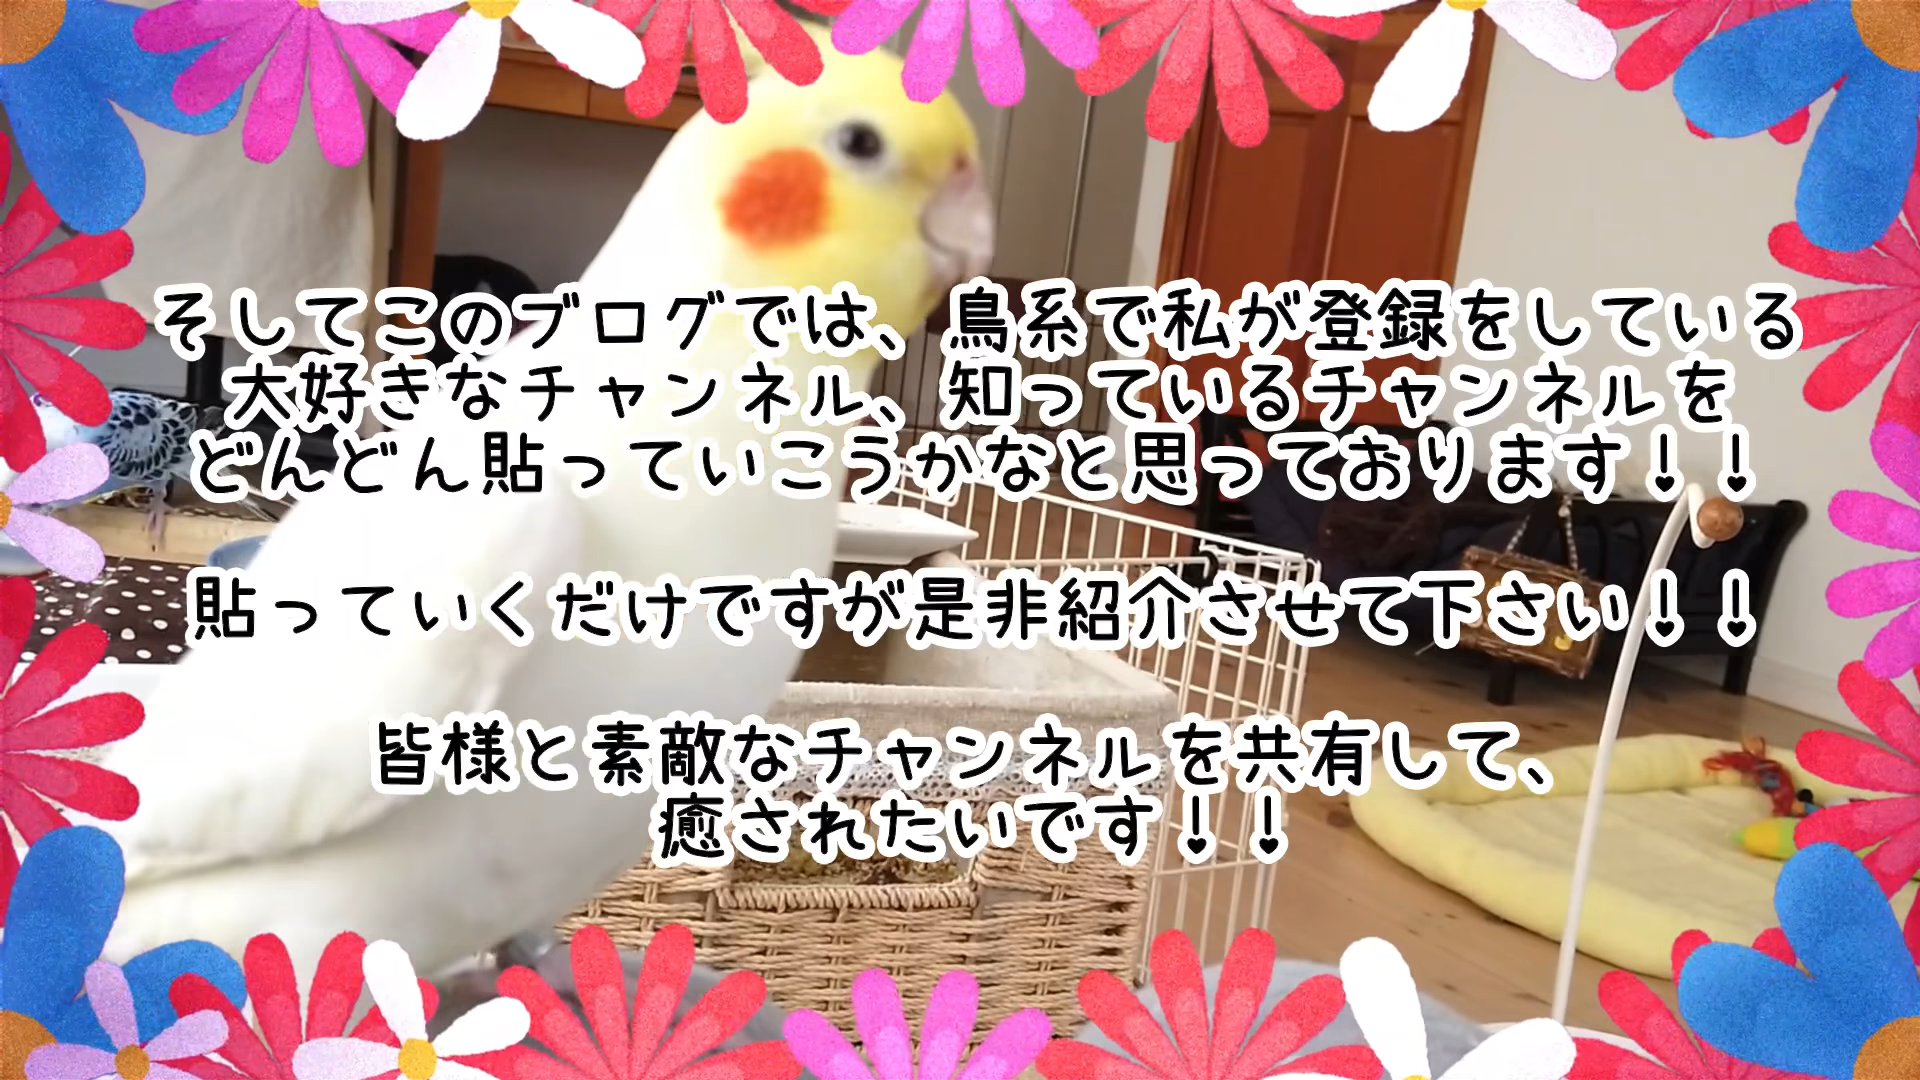 そしてこのブログでは、鳥系で私が登録をしている
大好きなチャンネル、知っているチャンネルを
どんどん貼っていこうかなと思っております！！
貼っていくだけですが是非紹介させて下さい！！
皆様と素敵なチャンネルを共有して、
癒されたいです！！